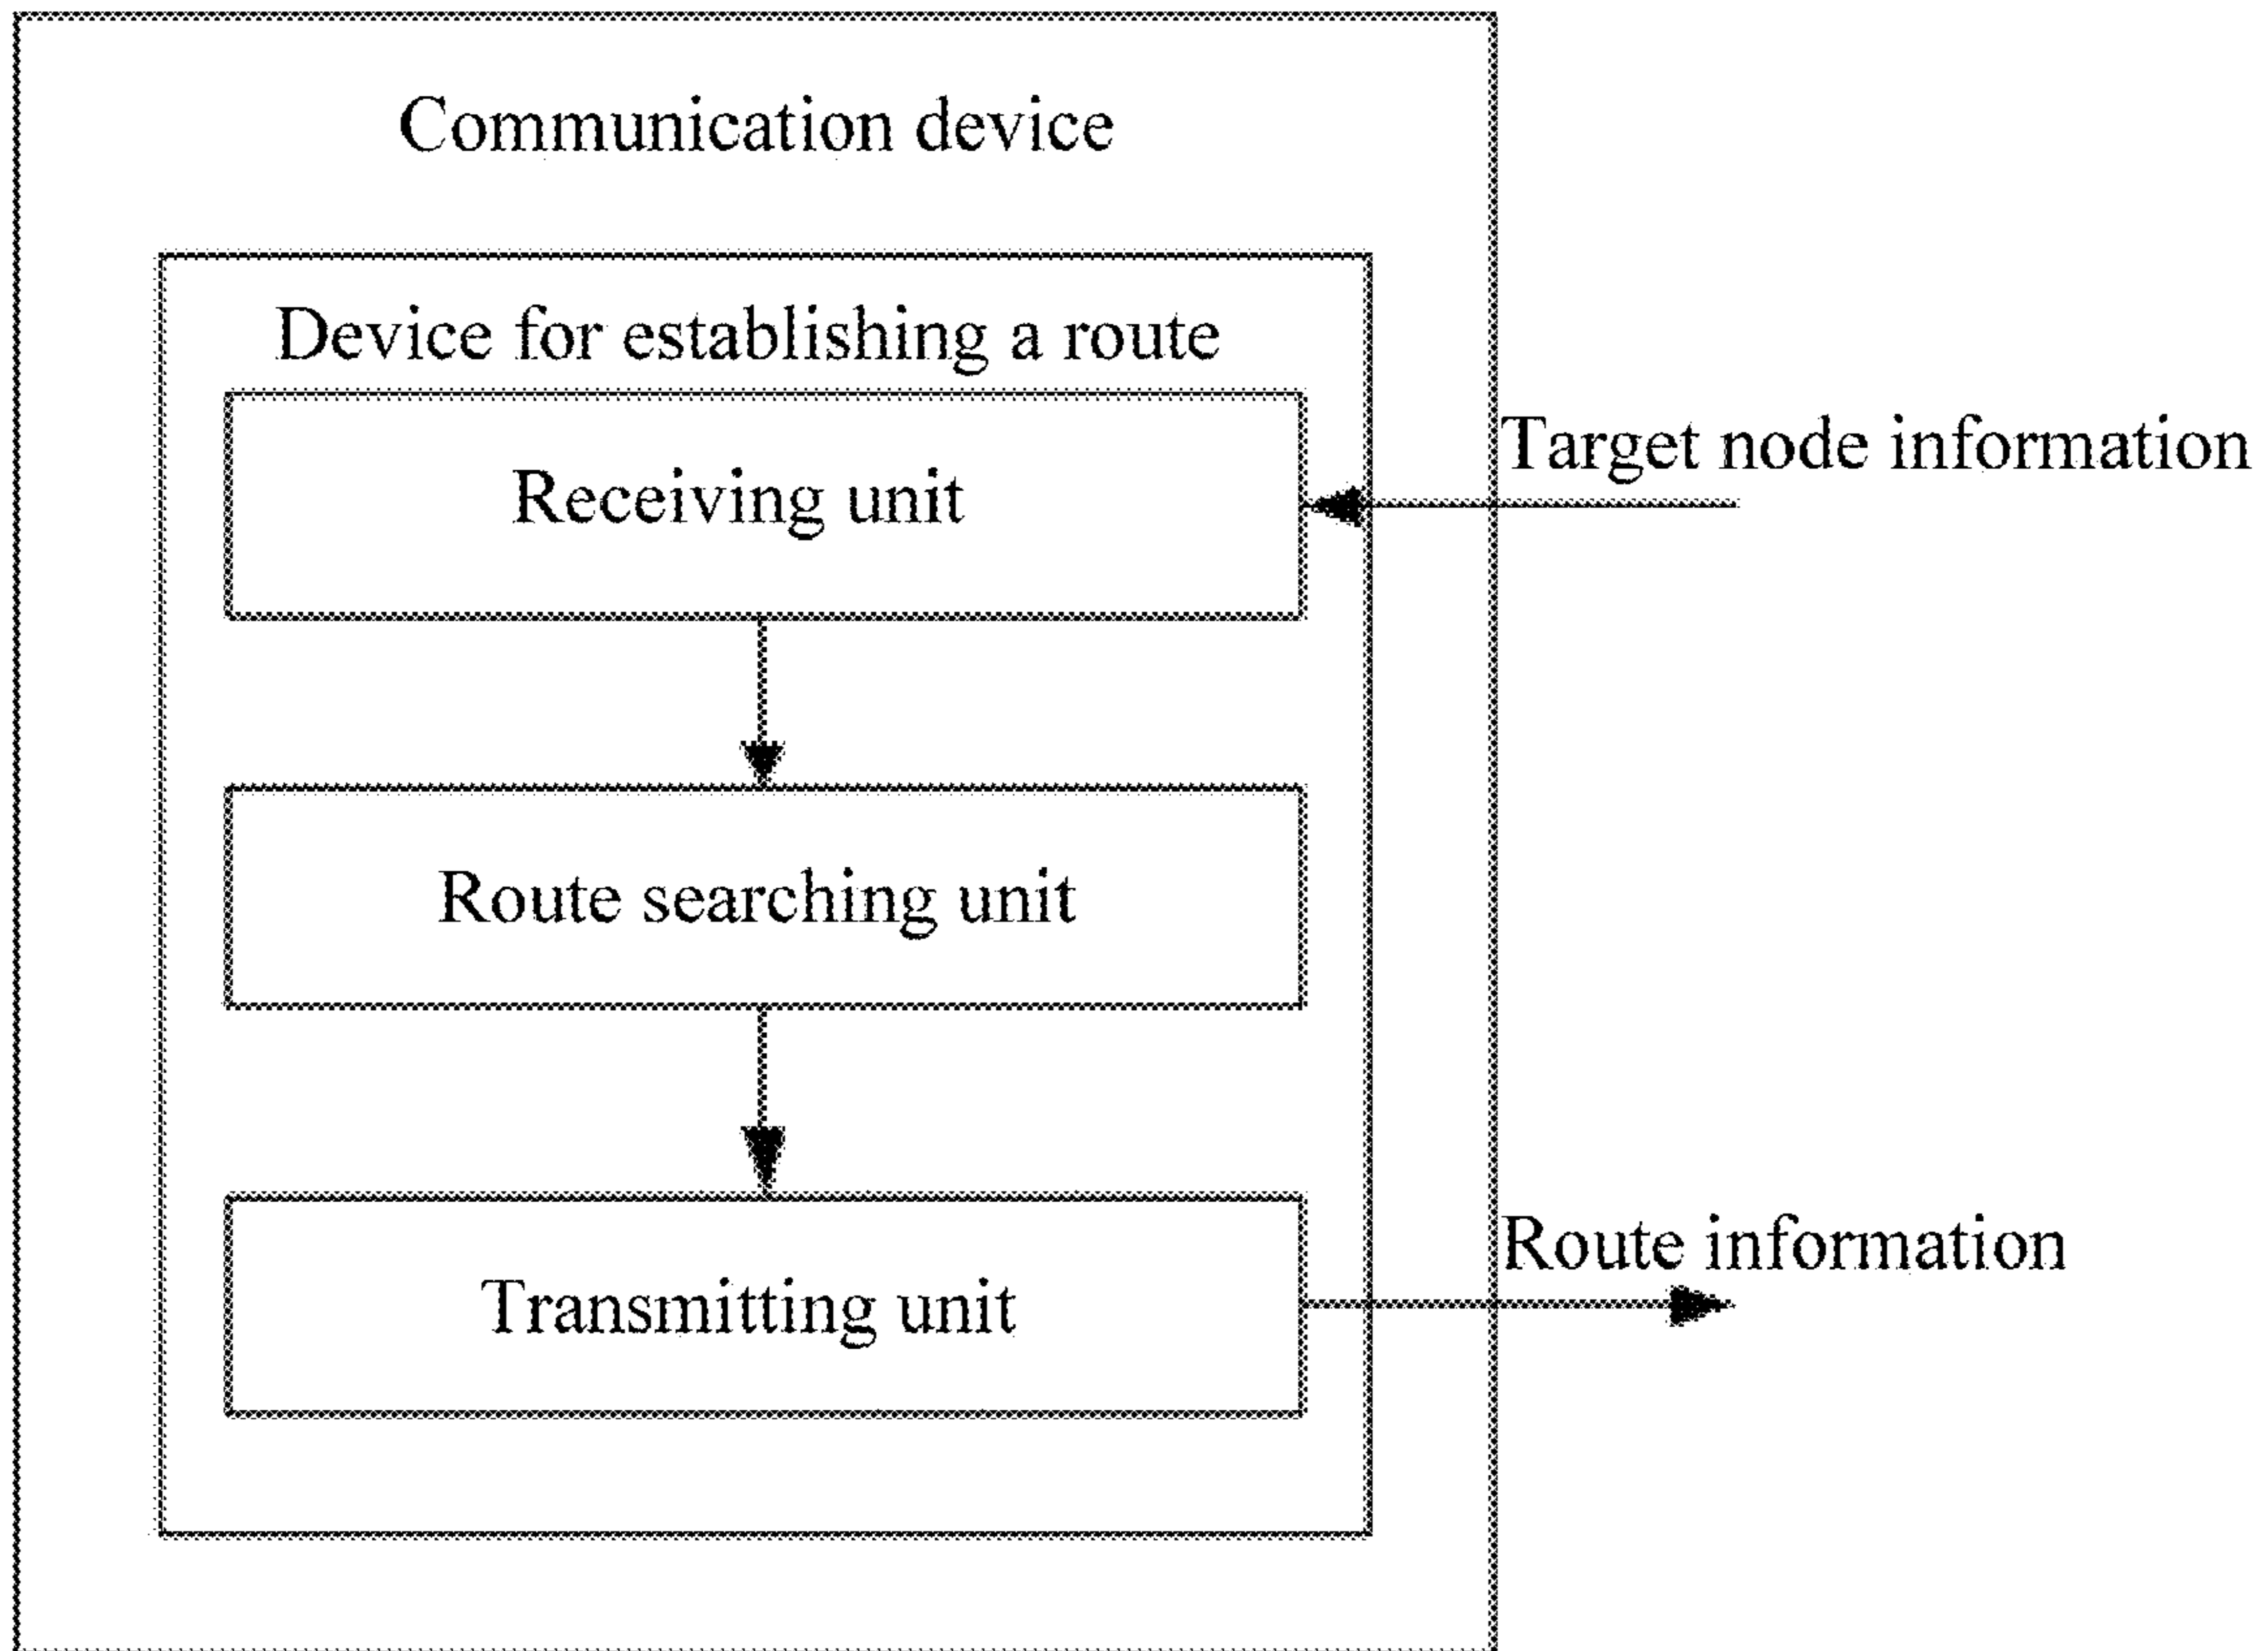 Communication device
Device for establishing a route
Target node information
Receiving unit
Route searching unit
Route information
Transmitting unit